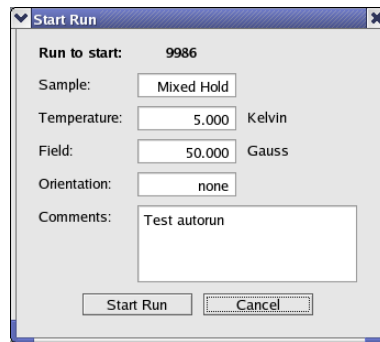 Start Run
Run to start: 9986
Sample: Mixed Hold
Temperature: 5.000 Kelvin
Field: 50.000 Gauss
Orientation: none
Comments: Test autorun
Start Run Cancel